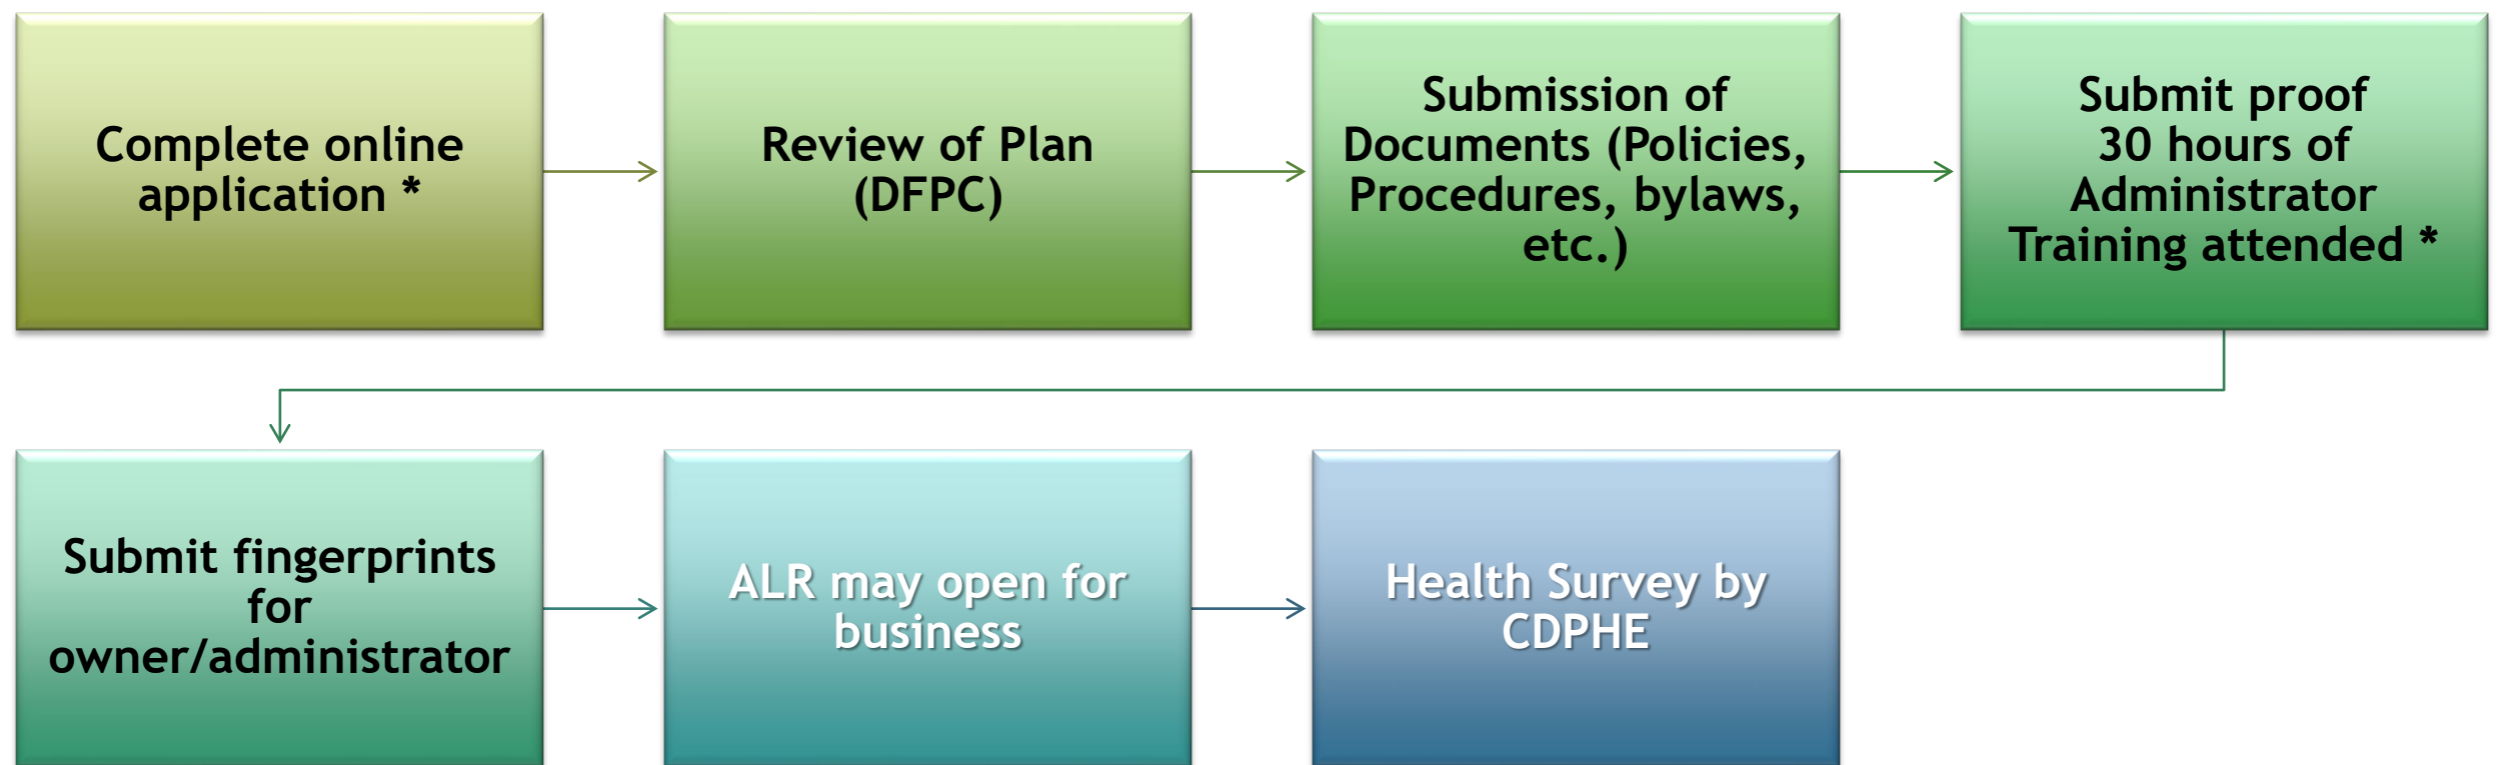 Complete online
application *
Review of Plan
(DFPC)
Submission of
Documents (Policies,
Procedures, bylaws,
etc.)
Submit proof
30 hours of
Administrator
Training attended *
Submit fingerprints
for
owner/administrator
ALR may open for
business
Health Survey by
CDPHE